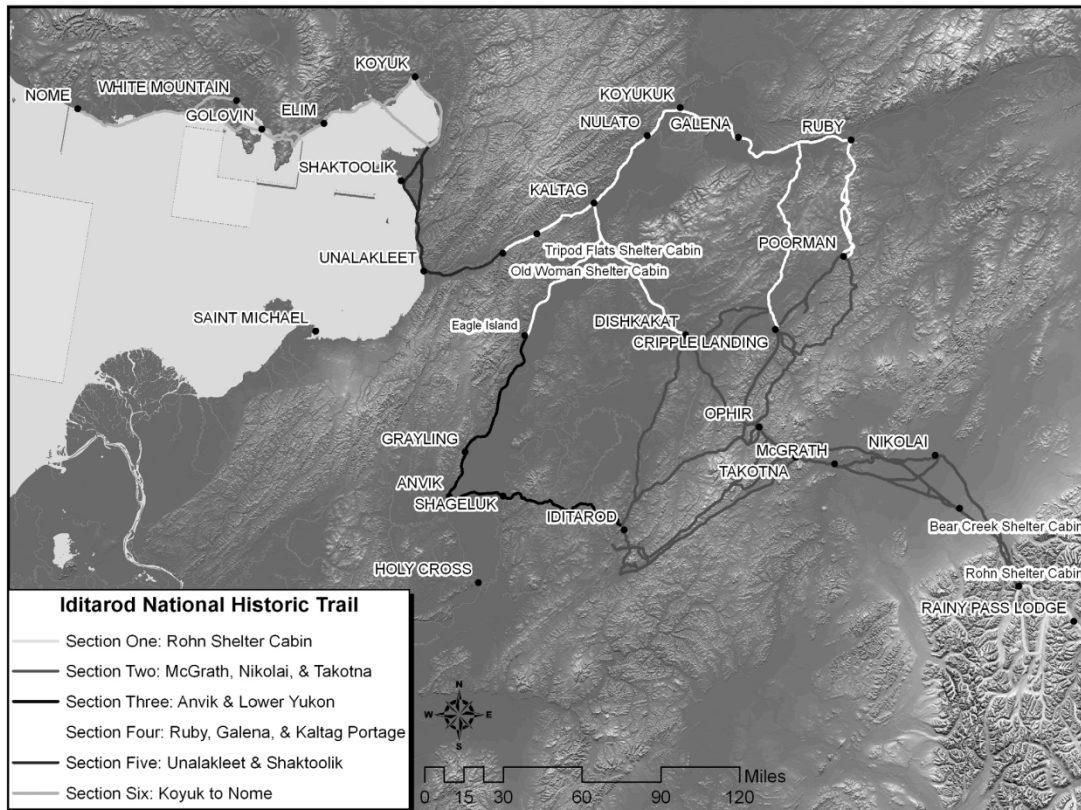 KOYUK
WHITE MOUNTAIN
NOME
GOLOVIN
ELIM
KOYUKUK
NULATO
GALENA
RUBY
SHAKTOOLIK
KALTAG
POORMAN
Tripod Flats Shelter Cabin
UNALAKLEET
Old Woman Shelter Cabin
SAINT MICHAEL
Eagle Island
DISHKAKAT
CRIPPLE LANDING
OPHIR
GRAYLING
McGRATH
NIKOLAI
TAKOTNA
ANVIK
SHAGELUK
IDITAROD
Bear Creek Shelter Cabin
HOLY CROSS
Rohn Shelter Cabin
RAINY PASS LODGE
Iditarod National Historic Trail
Section One: Rohn Shelter Cabin
Section Two: McGrath, Nikolai, & Takotna
Section Three: Anvik & Lower Yukon
Section Four: Ruby, Galena, & Kaltag Portage
Section Five: Unalakleet & Shaktoolik
Section Six: Koyuk to Nome
N
W E
S
Miles
0 15 30 60 90 120